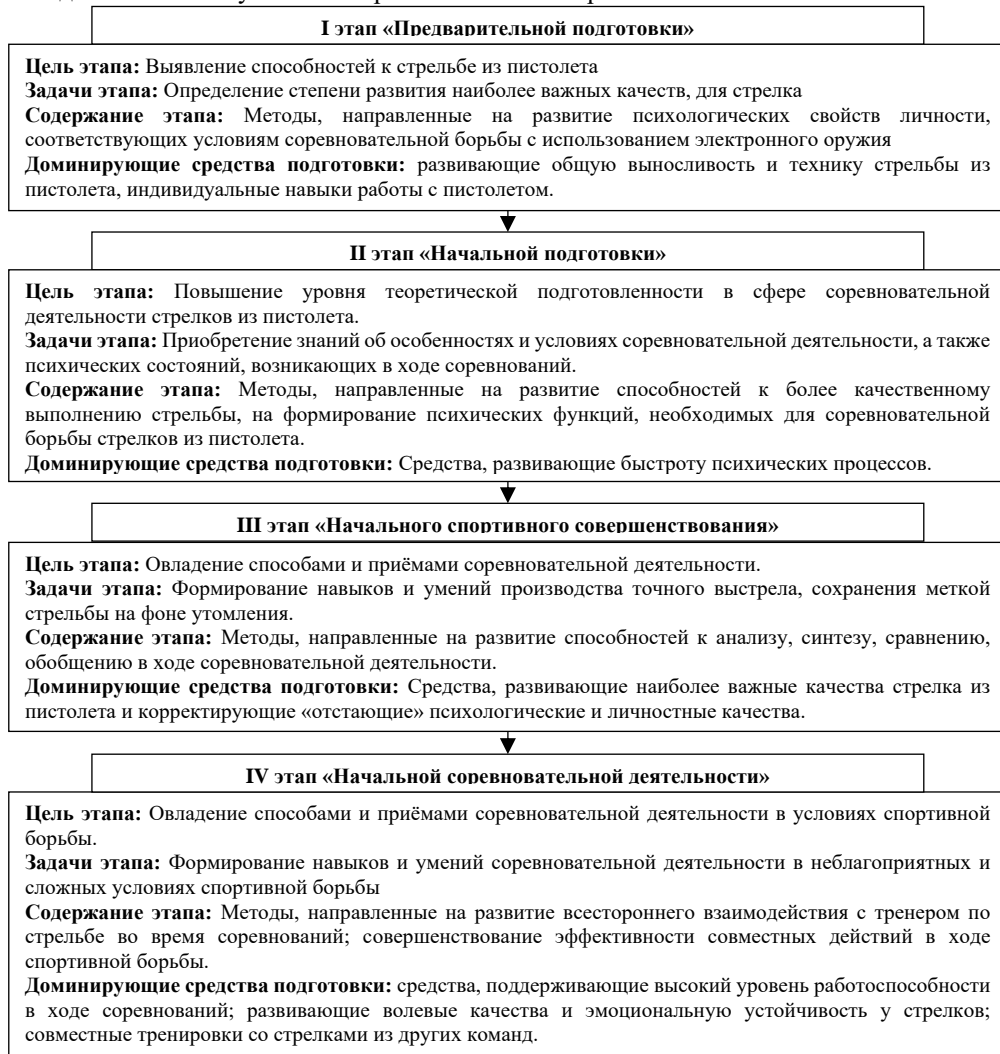 I этап «Предварительной подготовки»
Цель этапа: Выявление способностей к стрельбе из пистолета
Задачи этапа: Определение степени развития наиболее важных качеств, для стрелка
Содержание этапа: Методы, направленные на развитие психологических свойств личности,
соответствующих условиям соревновательной борьбы с использованием электронного оружия
Доминирующие средства подготовки: развивающие общую выносливость и технику стрельбы из
пистолета, индивидуальные навыки работы с пистолетом.
II этап «Начальной подготовки»
Цель этапа: Повышение уровня теоретической подготовленности в сфере соревновательной
деятельности стрелков из пистолета.
Задачи этапа: Приобретение знаний об особенностях и условиях соревновательной деятельности, а также
психических состояний, возникающих в ходе соревнований.
Содержание этапа: Методы, направленные на развитие способностей к более качественному
выполнению стрельбы, на формирование психических функций, необходимых для соревновательной
борьбы стрелков из пистолета.
Доминирующие средства подготовки: Средства, развивающие быстроту психических процессов.
III этап «Начального спортивного совершенствования»
Цель этапа: Овладение способами и приёмами соревновательной деятельности.
Задачи этапа: Формирование навыков и умений производства точного выстрела, сохранения меткой
стрельбы на фоне утомления.
Содержание этапа: Методы, направленные на развитие способностей к анализу, синтезу, сравнению,
обобщению в ходе соревновательной деятельности.
Доминирующие средства подготовки: Средства, развивающие наиболее важные качества стрелка из
пистолета и корректирующие «отстающие» психологические и личностные качества.
IV этап «Начальной соревновательной деятельности»
Цель этапа: Овладение способами и приёмами соревновательной деятельности в условиях спортивной
борьбы.
Задачи этапа: Формирование навыков и умений соревновательной деятельности в неблагоприятных и
сложных условиях спортивной борьбы
Содержание этапа: Методы, направленные на развитие всестороннего взаимодействия с тренером по
стрельбе во время соревнований; совершенствование эффективности совместных действий в ходе
спортивной борьбы.
Доминирующие средства подготовки: средства, поддерживающие высокий уровень работоспособности
в ходе соревнований; развивающие волевые качества и эмоциональную устойчивость у стрелков;
совместные тренировки со стрелками из других команд.